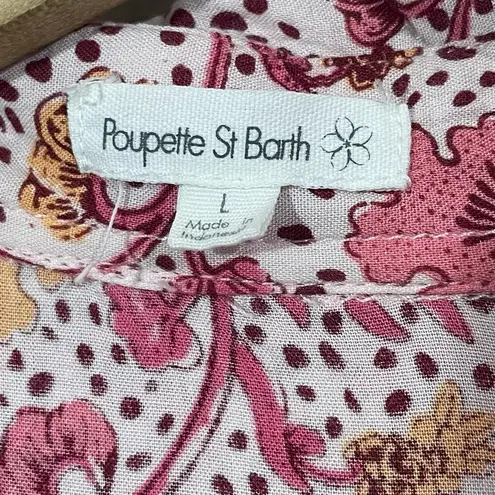 Poupette St Barth
L
Made in
Indonesia